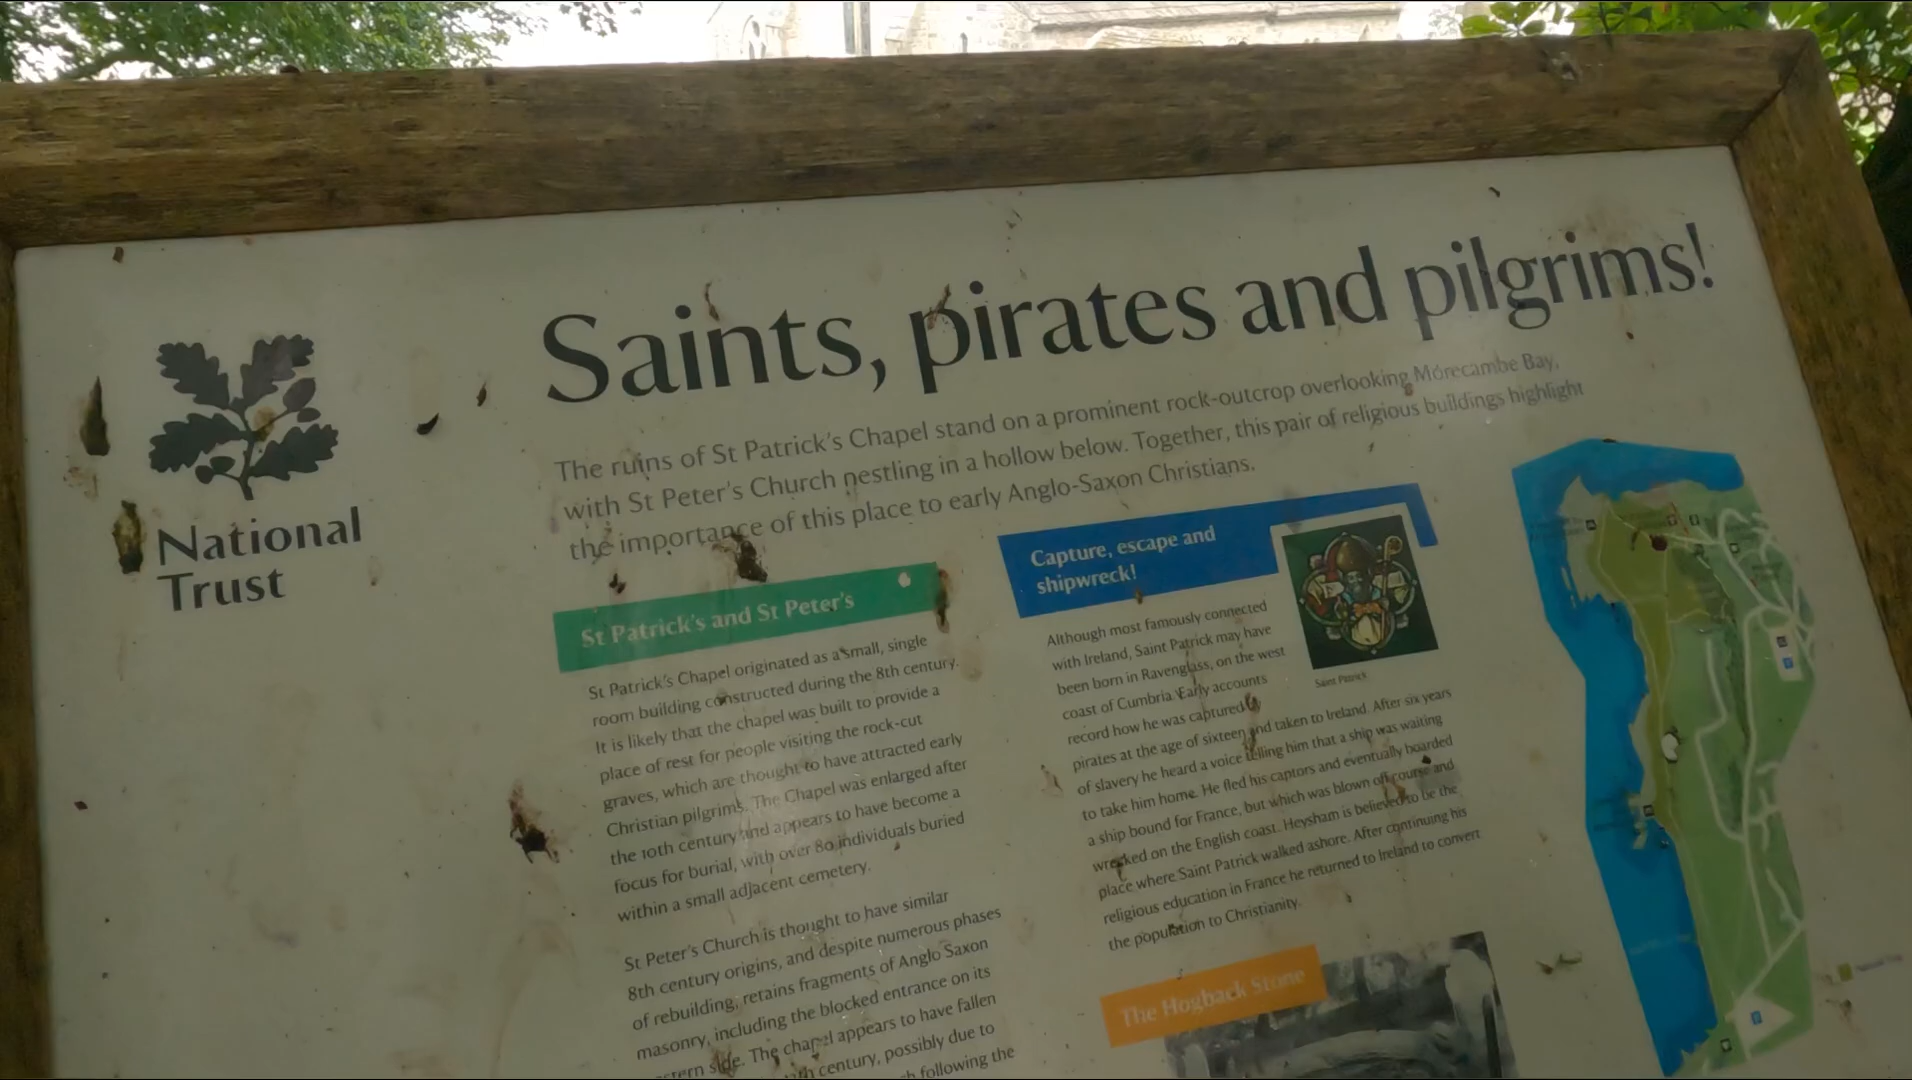 Saints, pirates and pilgrims!
National
Trust
The ruins of St Patrick's Chapel stand on a prominent rock-outcrop overlooking Morecambe Bay,
with St Peter's Church nestling in a hollow below. Together, this pair of religious buildings highlight
the importance of this place to early Anglo-Saxon Christians.
St Patrick's and St Peter's
St Patrick's Chapel originated as a small, single
room building constructed during the 8th century.
It is likely that the chapel was built to provide a
place of rest for people visiting the rock-cut
graves, which are thought to have attracted early
Christian pilgrims. The Chapel was enlarged after
the 10th century and appears to have become a
focus for burial, with over 80 individuals buried
within a small adjacent cemetery.
St Peter's Church is thought to have similar
8th century origins, and despite numerous phases
of rebuilding, retains fragments of Anglo Saxon
masonry, including the blocked entrance on its
side. The chapel appears to have fallen
century, possibly due to
following the
Capture, escape and
shipwreck!
Although most famously connected
with Ireland, Saint Patrick may have
been born in Ravenglass, on the west
coast of Cumbria. Early accounts
record how he was captured
pirates at the age of sixteen and taken to Ireland. After six years
of slavery he heard a voice telling him that a ship was waiting
to take him home. He fled his captors and eventually boarded
a ship bound for France, but which was blown off course and
wrecked on the English coast. Heysham is believed to be the
place where Saint Patrick walked ashore. After continuing his
religious education in France he returned to Ireland to convert
the population to Christianity.
Saint Patrick
The Hogback Stone